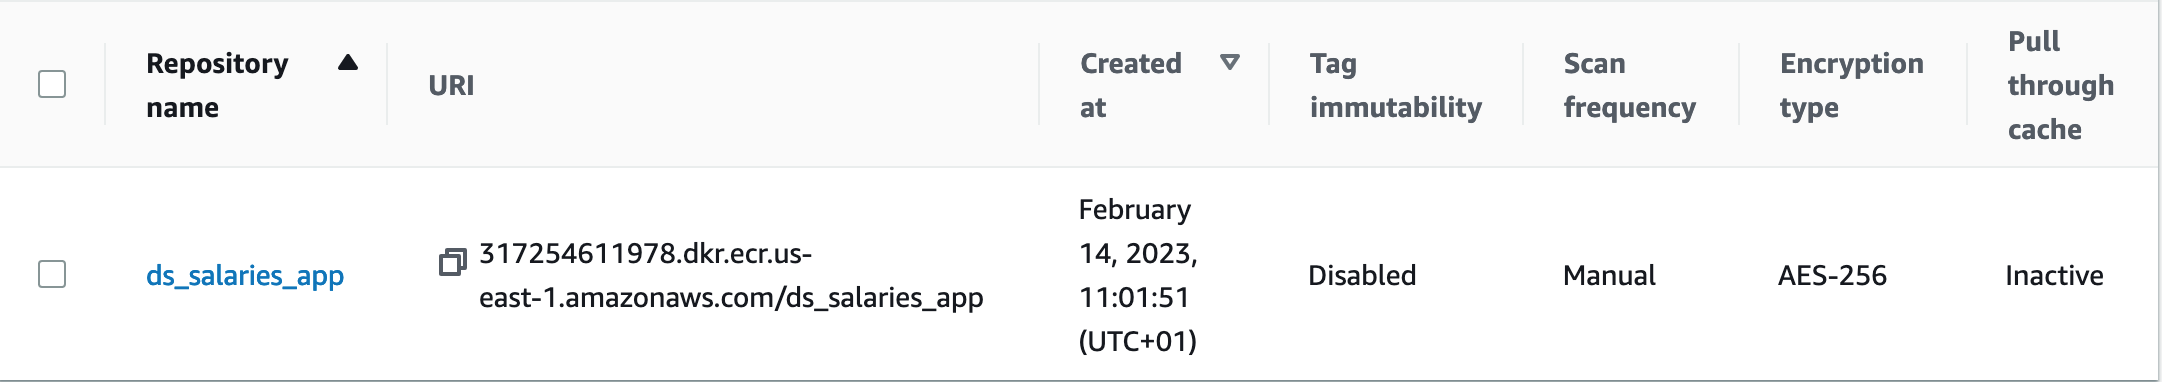 Repository
name
URI
Created
at
Tag
immutability
Scan
frequency
Encryption
type
Pull
through
cache
ds_salaries_app
317254611978.dkr.ecr.us-
east-1.amazonaws.com/ds_salaries_app
February
14, 2023,
11:01:51
(UTC+01)
Disabled
Manual
AES-256
Inactive